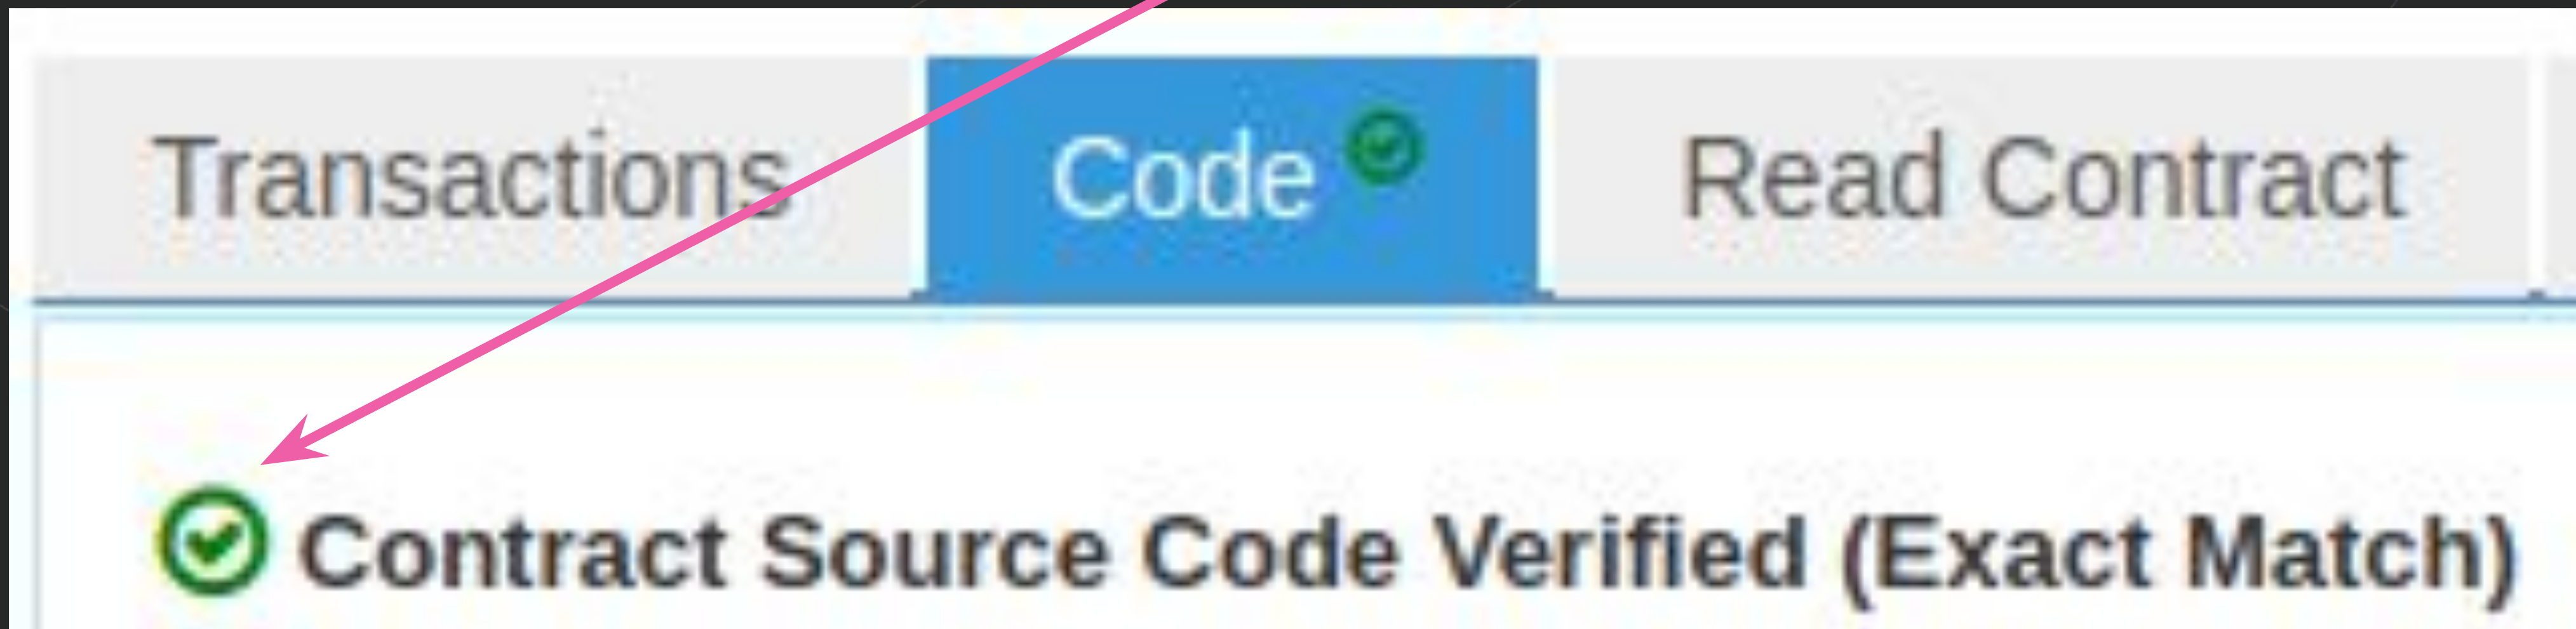 Transactions Code Read Contract
Contract Source Code Verified (Exact Match)